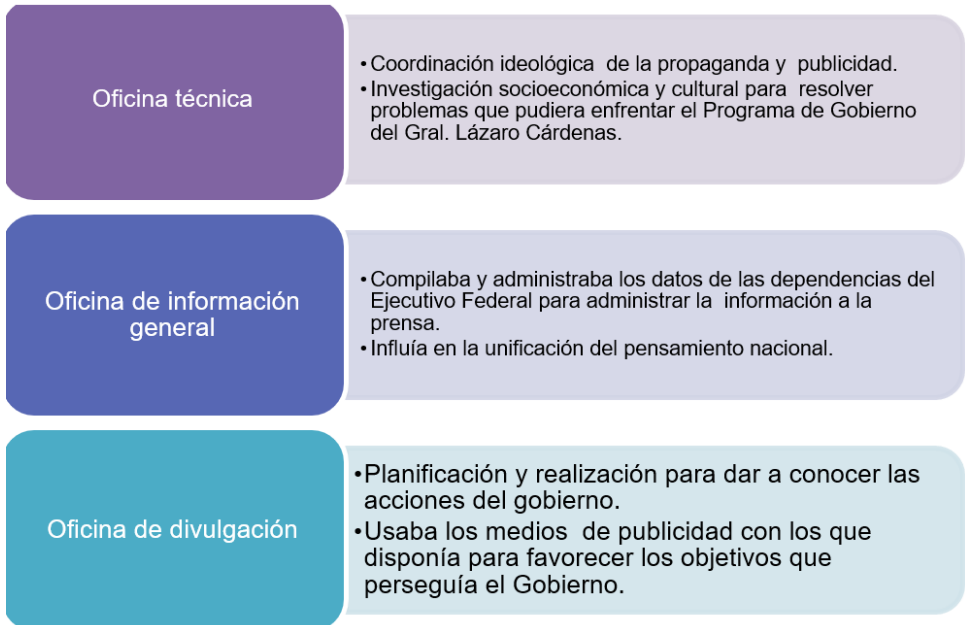 Oficina técnica
• Coordinación ideológica de la propaganda y publicidad.
• Investigación socioeconómica y cultural para resolver
problemas que pudiera enfrentar el Programa de Gobierno
del Gral. Lázaro Cárdenas.
Oficina de información
general
• Compilaba y administraba los datos de las dependencias del
Ejecutivo Federal para administrar la información a la
prensa.
• Influía en la unificación del pensamiento nacional.
Oficina de divulgación
• Planificación y realización para dar a conocer las
acciones del gobierno.
• Usaba los medios de publicidad con los que
disponía para favorecer los objetivos que
perseguía el Gobierno.